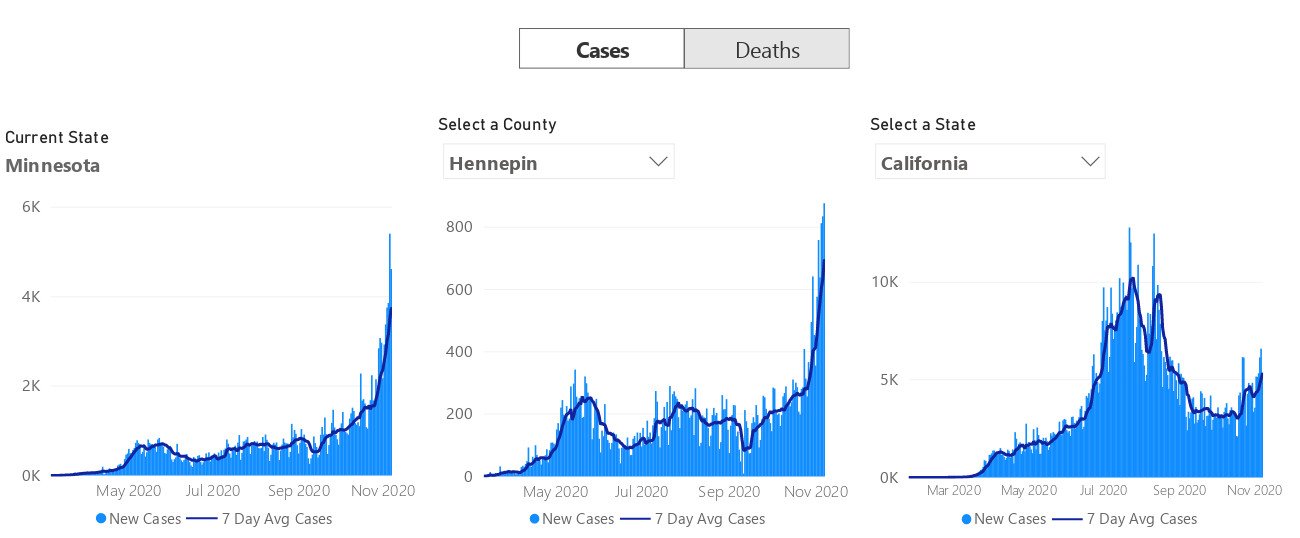 Cases Deaths
Current State
Minnesota
6K
4K
2K
0K
May 2020 Jul 2020 Sep 2020 Nov 2020
New Cases 7 Day Avg Cases
Select a County
Hennepin
800
600
400
200
0
May 2020 Jul 2020 Sep 2020 Nov 2020
New Cases 7 Day Avg Cases
Select a State
California
10K
5K
0K
Mar 2020 May 2020 Jul 2020 Sep 2020 Nov 2020
New Cases 7 Day Avg Cases